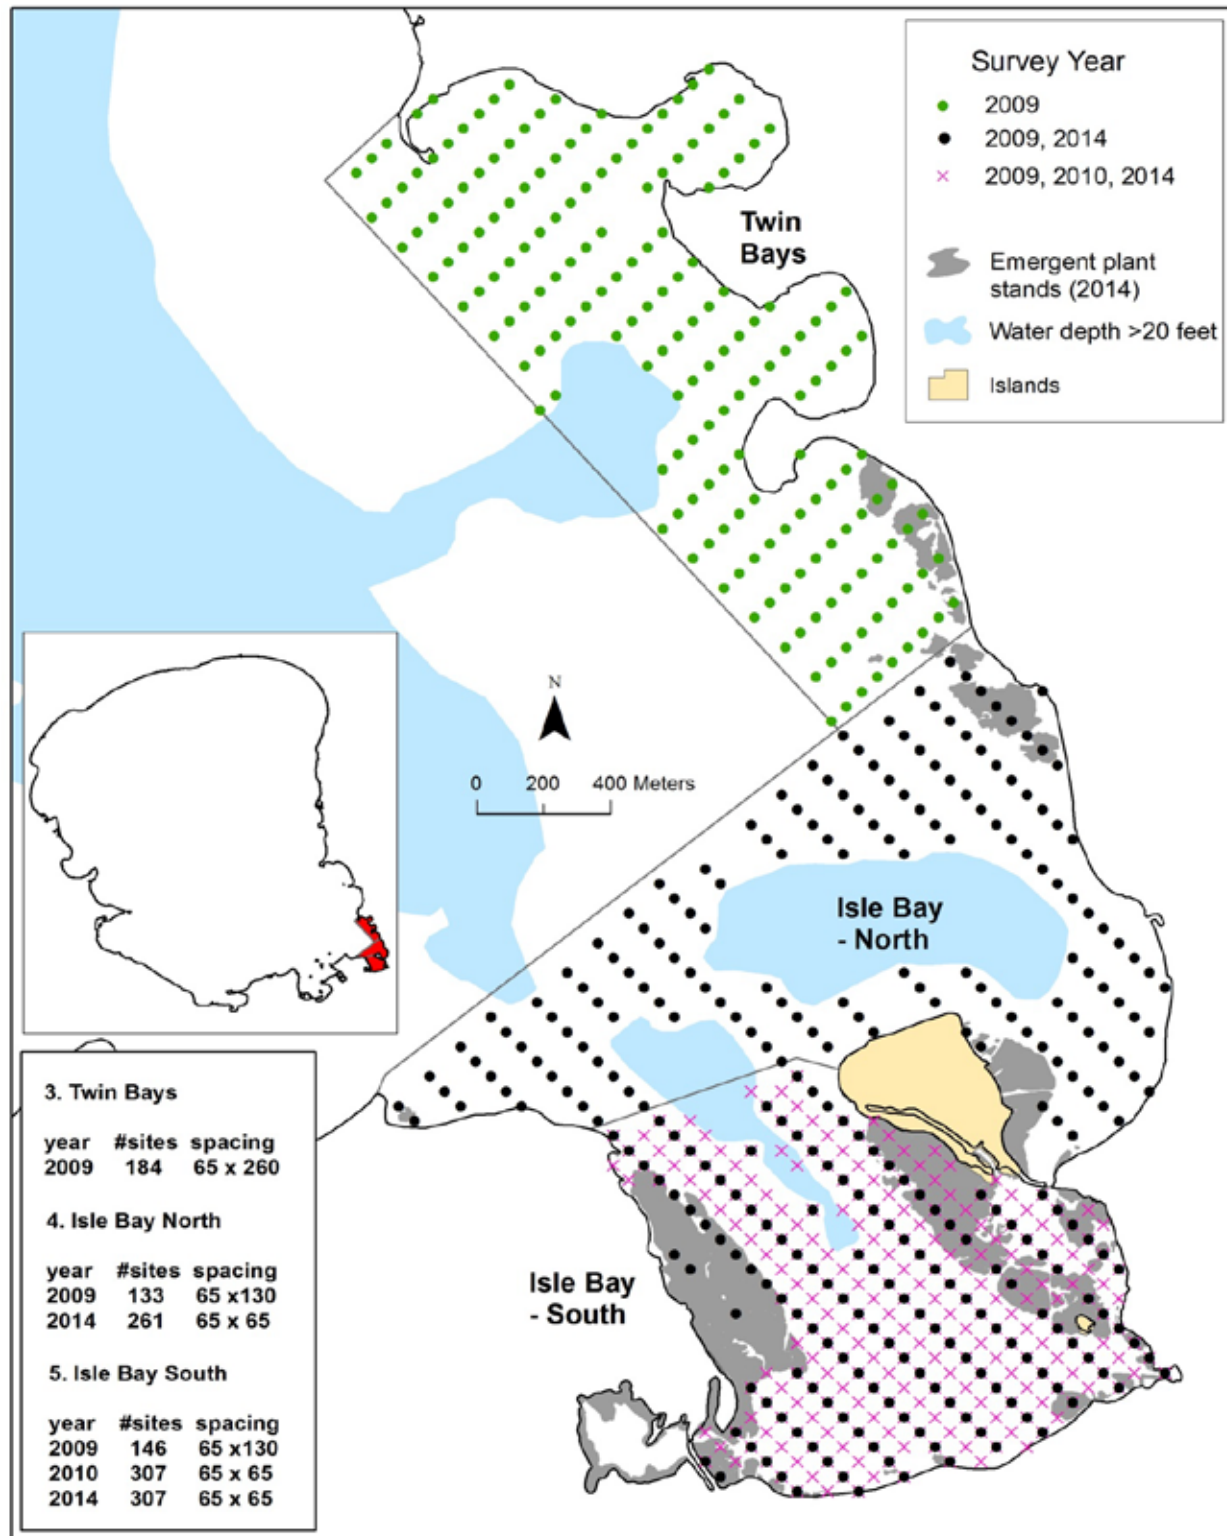 Survey Year
2009
2009, 2014
2009, 2010, 2014
Emergent plant
stands (2014)
Water depth >20 feet
Islands
Twin
Bays
N
0 200 400 Meters
Isle Bay
- North
Isle Bay
- South
3. Twin Bays
year #sites spacing
2009 184 65 x 260
4. Isle Bay North
year #sites spacing
2009 133 65 x130
2014 261 65 x 65
5. Isle Bay South
year #sites spacing
2009 146 65 x130
2010 307 65 x 65
2014 307 65 x 65